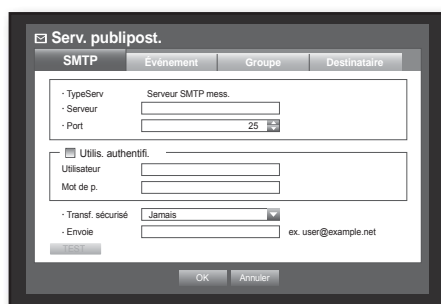 Serv. publipost.
SMTP Événement Groupe Destinataire
· TypeServ Serveur SMTP mess.
· Serveur
· Port 25
Utilis. authentifi.
Utilisateur
Mot de p.
· Transf. sécurisé Jamais
· Envoie ex. user@example.net
TEST
OK Annuler